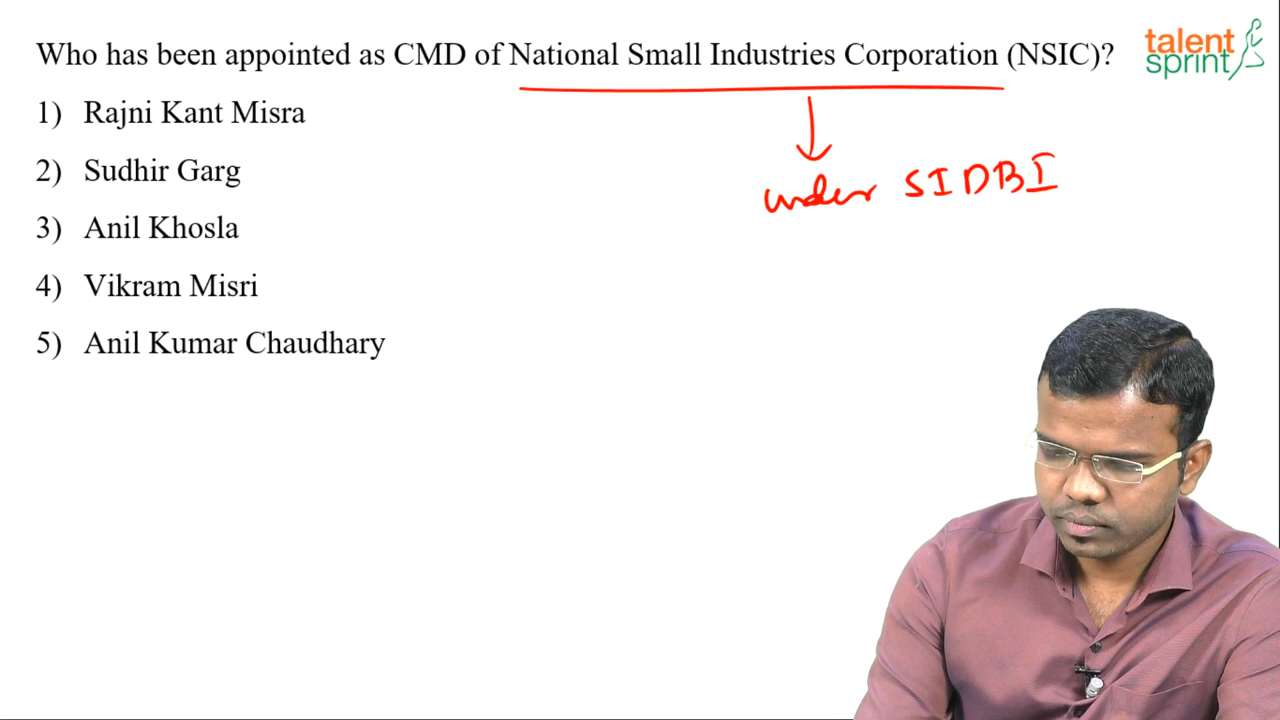 Who has been appointed as CMD of National Small Industries Corporation (NSIC)?
talent
sprint
1) Rajni Kant Misra
2) Sudhir Garg
under SIDBI
3) Anil Khosla
4) Vikram Misri
5) Anil Kumar Chaudhary